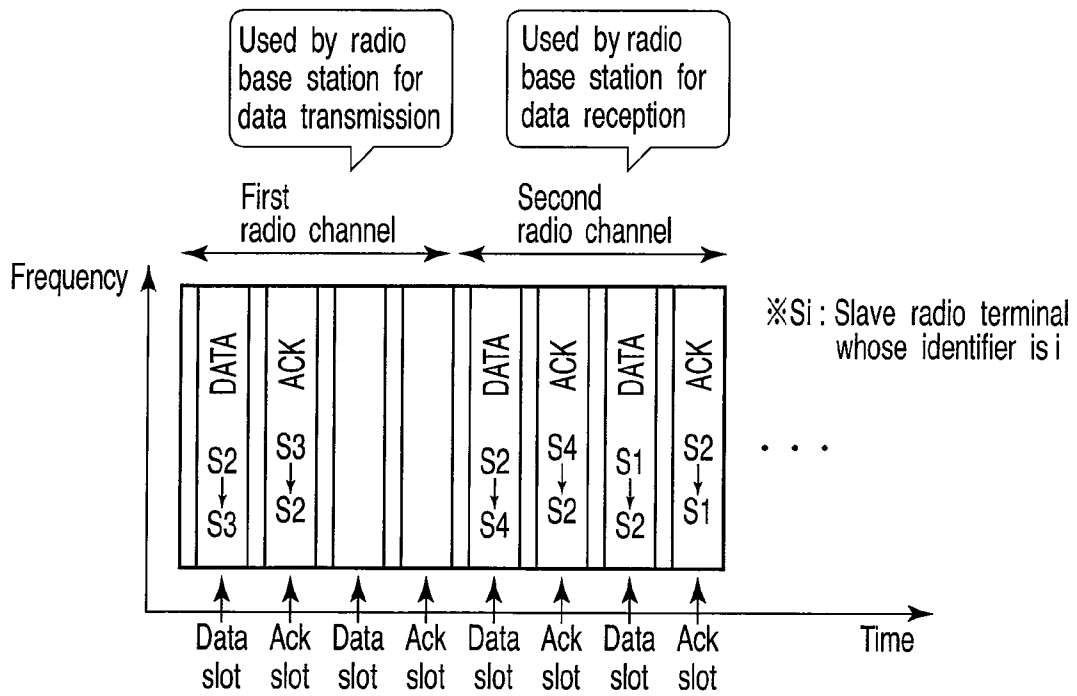 Used by radio
base station for
data transmission
Used by radio
base station for
data reception
First
radio channel
Second
radio channel
Frequency
※Si : Slave radio terminal
whose identifier is i
DATA
S2
S3
ACK
S3
S2
DATA
S2
S4
ACK
S4
S2
DATA
S1
S2
ACK
S2
S1
· · ·
Data
slot
Ack
slot
Data
slot
Ack
slot
Data
slot
Ack
slot
Data
slot
Ack
slot
Time